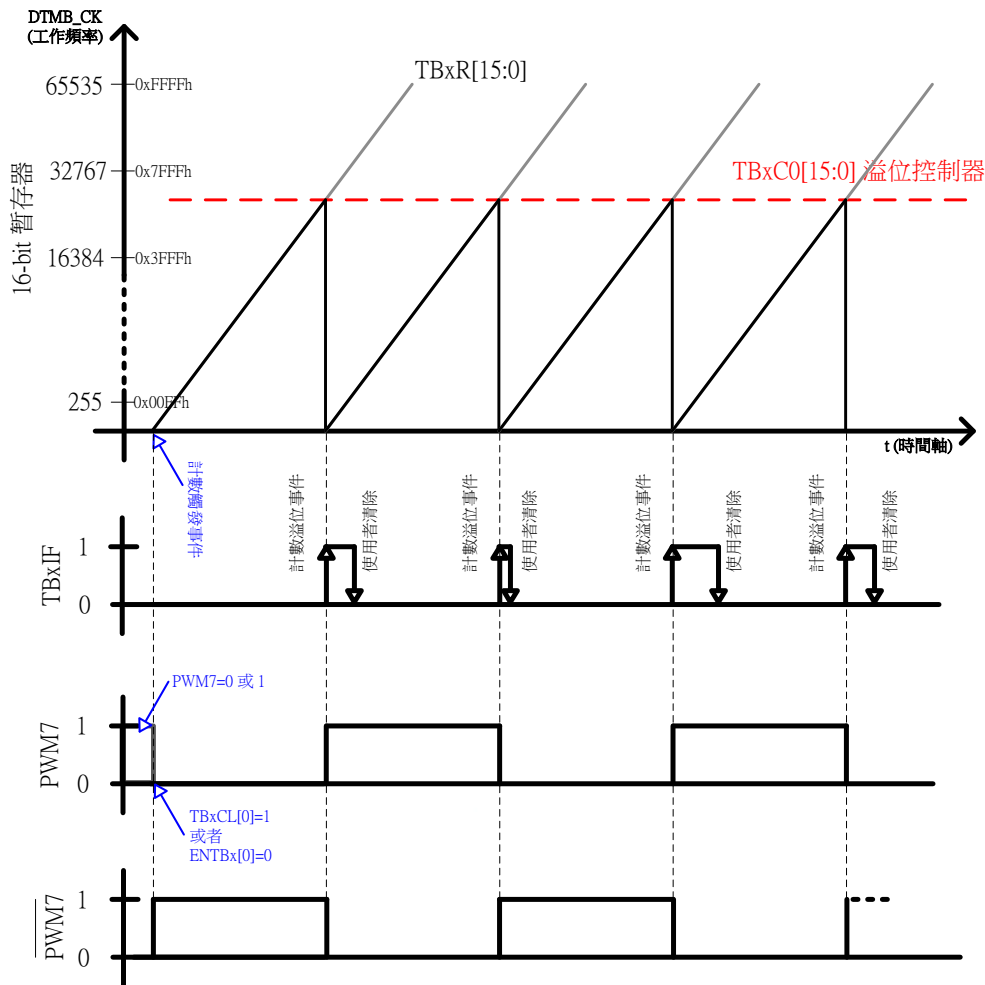 DTMB_CK
(工作頻率)
65535
0xFFFFh
TBxR[15:0]
32767
0x7FFFh
TBxC0[15:0] 溢位控制器
16-bit 暫存器
16384
0x3FFFh
255
0x00FFh
t (時間軸)
計數觸發事件
計數溢位事件
使用者清除
計數溢位事件
使用者清除
計數溢位事件
使用者清除
計數溢位事件
使用者清除
TBxIF
1
0
PWM7=0 或 1
PWM7
1
0
TBxCL[0]=1
或者
ENTBx[0]=0
PWM7
1
0